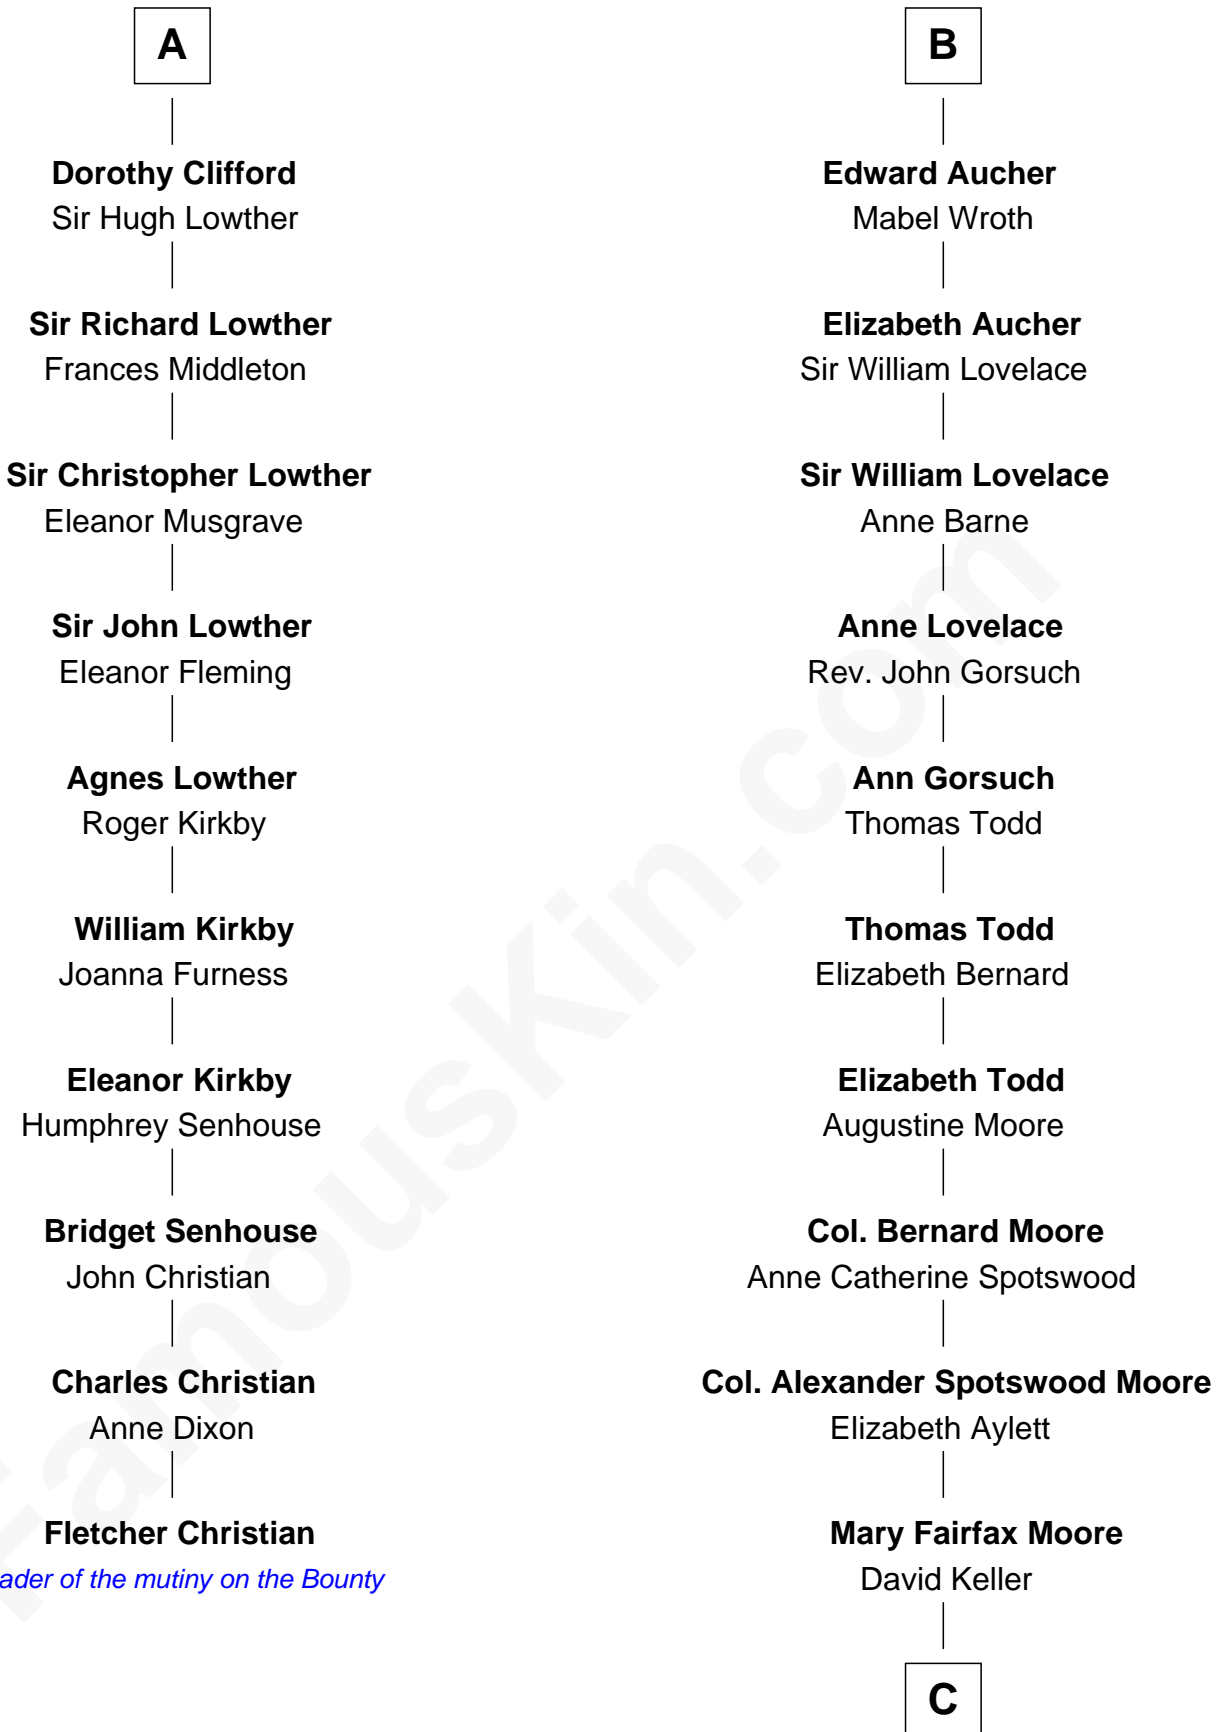 A
Dorothy Clifford
Sir Hugh Lowther
Sir Richard Lowther
Frances Middleton
Sir Christopher Lowther
Eleanor Musgrave
Sir John Lowther
Eleanor Fleming
Agnes Lowther
Roger Kirkby
William Kirkby
Joanna Furness
Eleanor Kirkby
Humphrey Senhouse
Bridget Senhouse
John Christian
Charles Christian
Anne Dixon
Fletcher Christian
ader of the mutiny on the Bounty
B
Edward Aucher
Mabel Wroth
Elizabeth Aucher
Sir William Lovelace
Sir William Lovelace
Anne Barne
Anne Lovelace
Rev. John Gorsuch
Ann Gorsuch
Thomas Todd
Thomas Todd
Elizabeth Bernard
Elizabeth Todd
Augustine Moore
Col. Bernard Moore
Anne Catherine Spotswood
Col. Alexander Spotswood Moore
Elizabeth Aylett
Mary Fairfax Moore
David Keller
C
FamousKin.com